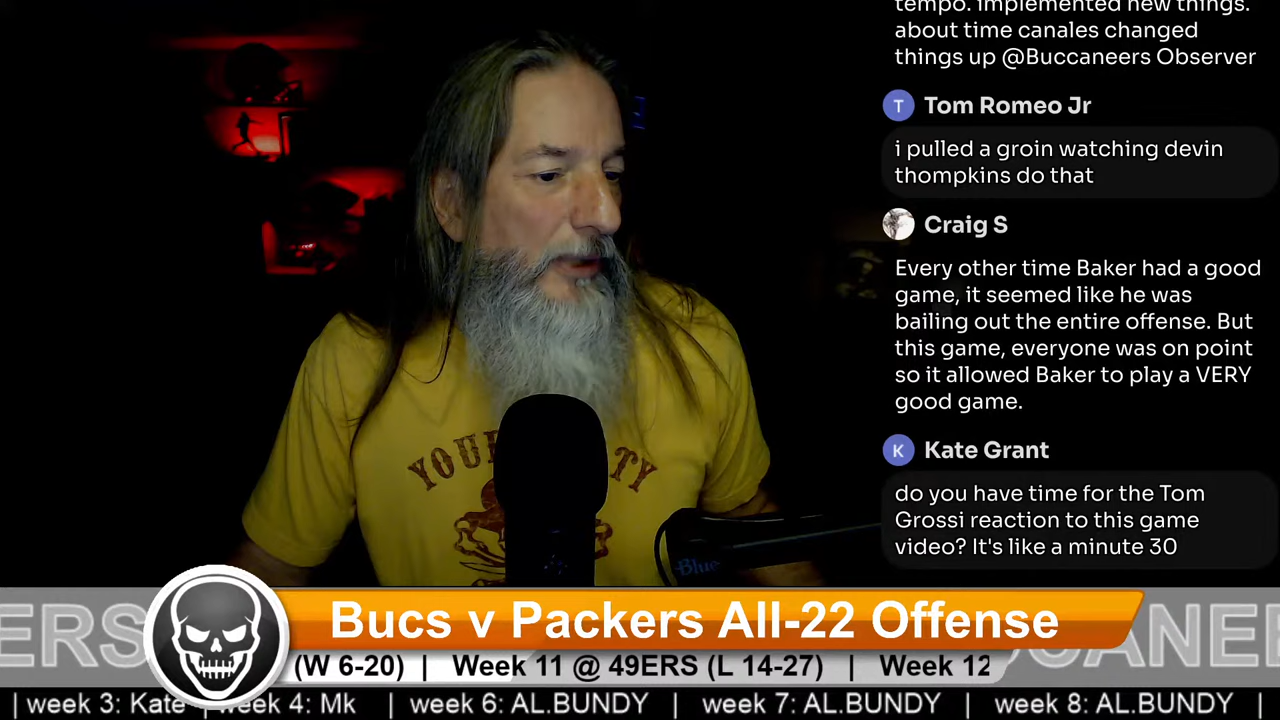 tempo. implemented new things.
about time canales changed
things up @Buccaneers Observer
T Tom Romeo Jr
i pulled a groin watching devin
thompkins do that
Craig S
Every other time Baker had a good
game, it seemed like he was
bailing out the entire offense. But
this game, everyone was on point
so it allowed Baker to play a VERY
good game.
K Kate Grant
do you have time for the Tom
Grossi reaction to this game
video? It's like a minute 30
Blue
ERS
Bucs v Packers All-22 Offense
(W 6-20) | Week 11 @ 49ERS (L 14-27) | Week 12
| week 3: Kate | week 4: Mk | week 6: AL.BUNDY | week 7: AL.BUNDY | week 8: AL.BUNDY |